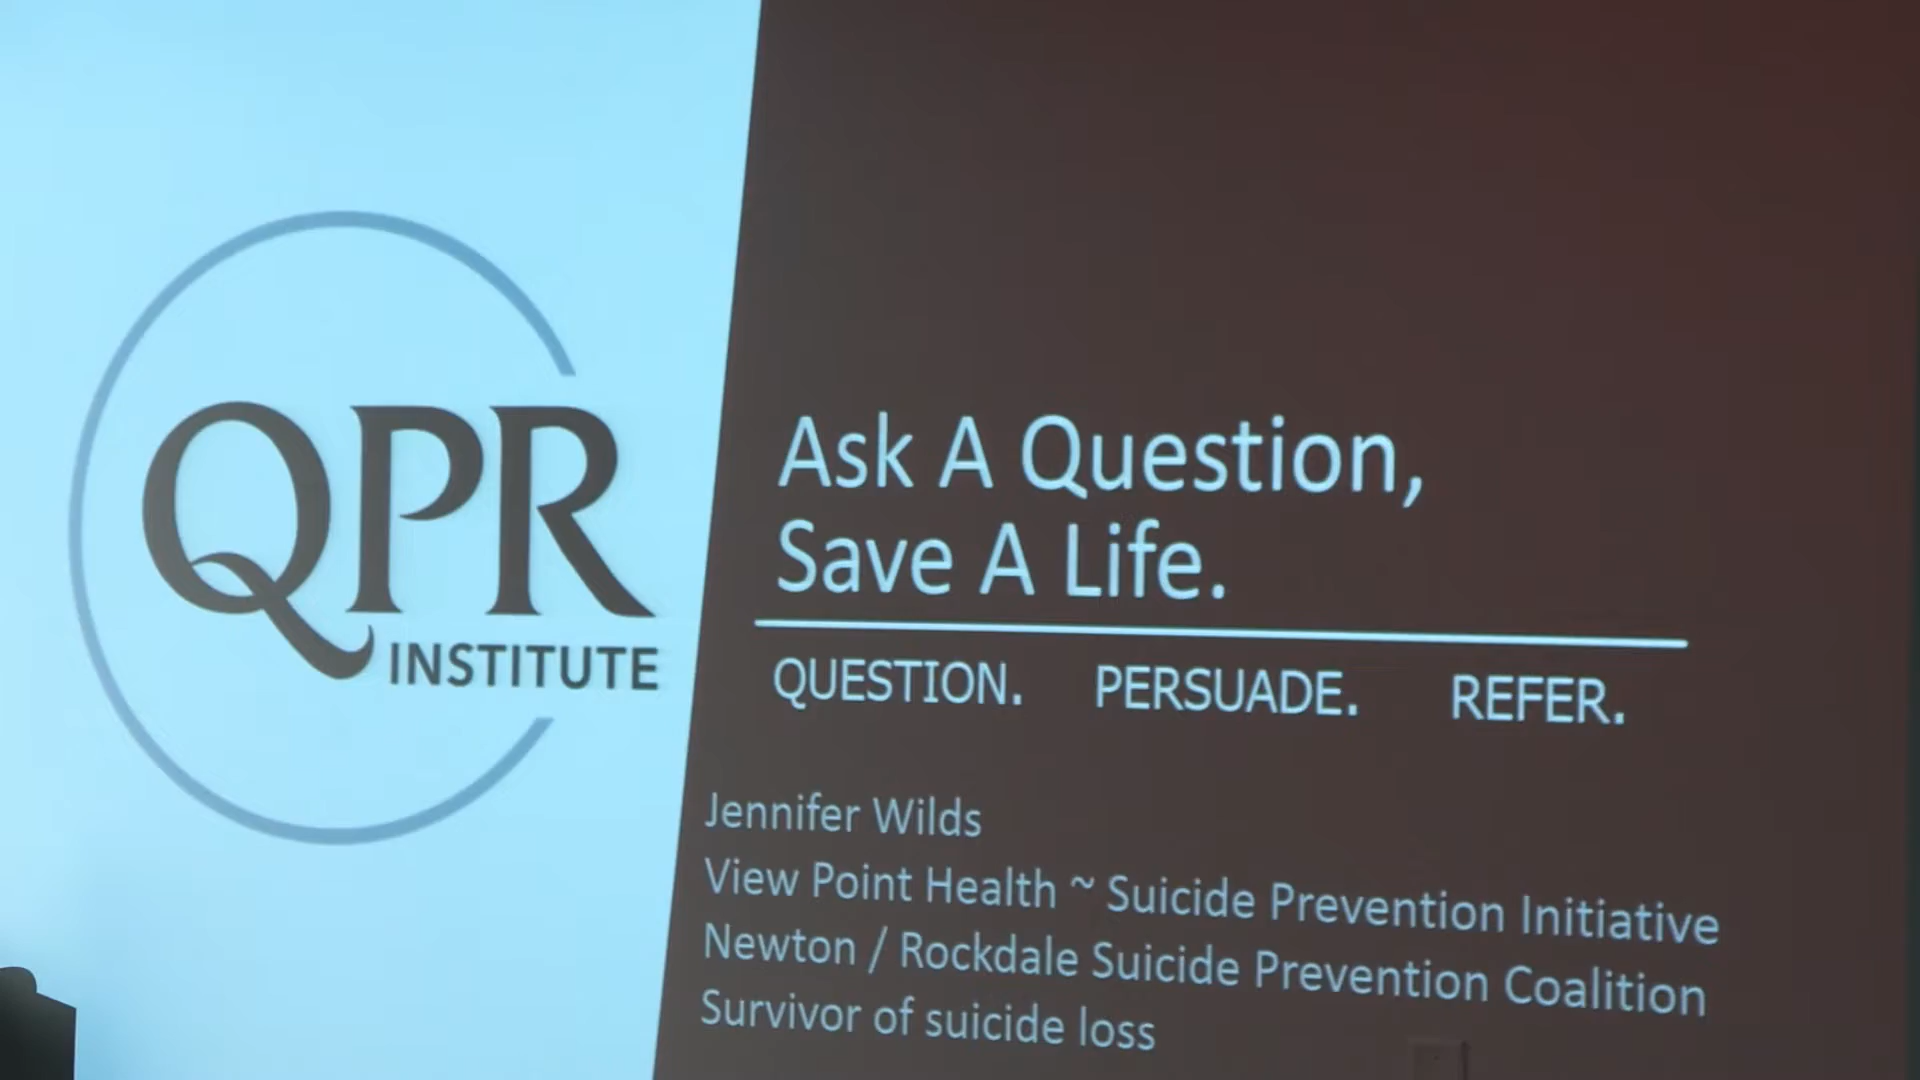 QPR
INSTITUTE
Ask A Question,
Save A Life.
QUESTION. PERSUADE. REFER.
Jennifer Wilds
View Point Health ~ Suicide Prevention Initiative
Newton / Rockdale Suicide Prevention Coalition
Survivor of suicide loss